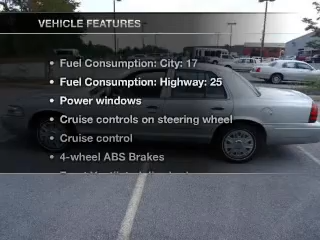 VEHICLE FEATURES
• Fuel Consumption: City: 17
• Fuel Consumption: Highway: 25
• Power windows
• Cruise controls on steering wheel
• Cruise control
• 4-wheel ABS Brakes